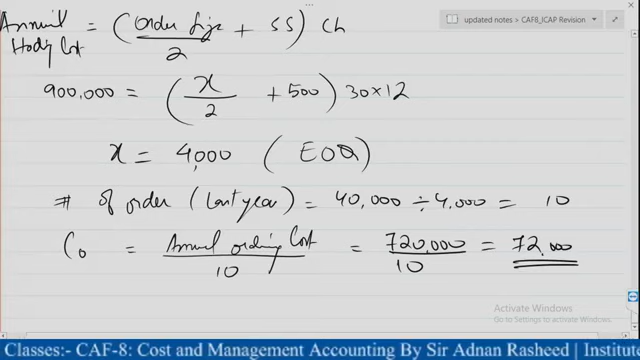 Annual Holding Cost = (Order Size / 2 + SS) Ch
updated notes > CAF8_ICAP Revision
900,000 = (x / 2 + 500) 30×12
x = 4,000 (EOQ)
# of order (last year) = 40,000 ÷ 4,000 = 10
Co = Annual ordering Cost / 10 = 720,000 / 10 = 72,000
Activate Windows
Go to Settings to activate Windows.
Classes:- CAF-8: Cost and Management Accounting By Sir Adnan Rasheed | Institut